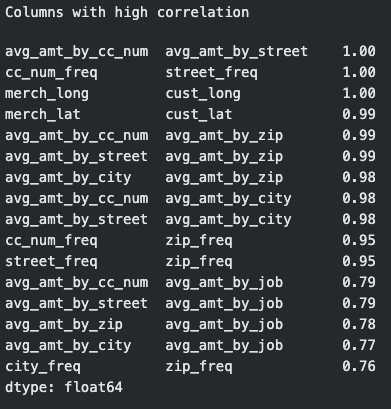 Columns with high correlation
avg_amt_by_cc_num  avg_amt_by_street    1.00
cc_num_freq        street_freq          1.00
merch_long         cust_long            1.00
merch_lat          cust_lat             0.99
avg_amt_by_cc_num  avg_amt_by_zip       0.99
avg_amt_by_street  avg_amt_by_zip       0.99
avg_amt_by_city    avg_amt_by_zip       0.98
avg_amt_by_cc_num  avg_amt_by_city      0.98
avg_amt_by_street  avg_amt_by_city      0.98
cc_num_freq        zip_freq             0.95
street_freq        zip_freq             0.95
avg_amt_by_cc_num  avg_amt_by_job       0.79
avg_amt_by_street  avg_amt_by_job       0.79
avg_amt_by_zip     avg_amt_by_job       0.78
avg_amt_by_city    avg_amt_by_job       0.77
city_freq          zip_freq             0.76
dtype: float64